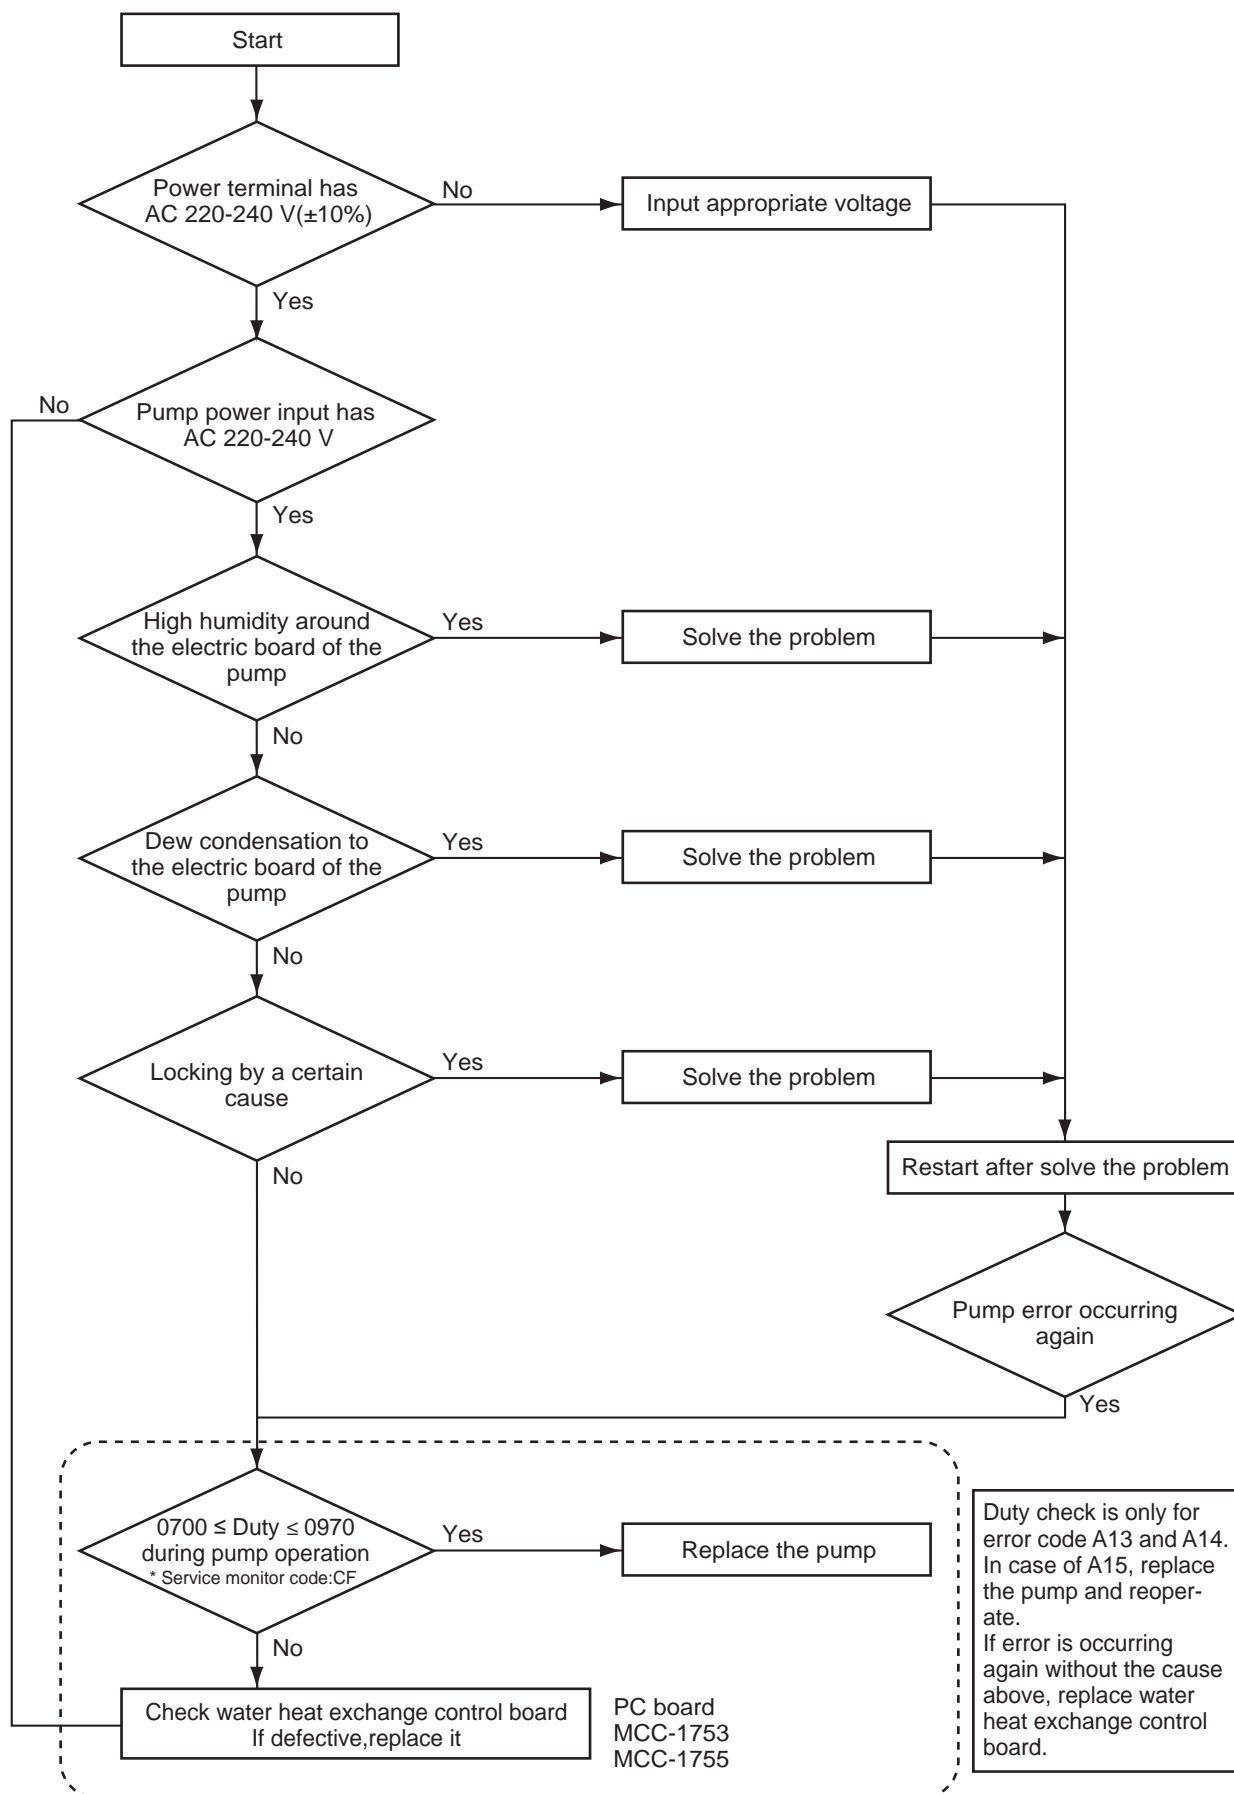 Start
Power terminal has
AC 220-240 V(±10%)
No
Input appropriate voltage
Yes
No
Pump power input has
AC 220-240 V
Yes
High humidity around
the electric board of the
pump
Yes
Solve the problem
No
Dew condensation to
the electric board of the
pump
Yes
Solve the problem
No
Locking by a certain
cause
Yes
Solve the problem
No
Restart after solve the problem
Pump error occurring
again
Yes
0700 ≤ Duty ≤ 0970
during pump operation
* Service monitor code:CF
Yes
Replace the pump
No
Check water heat exchange control board
If defective,replace it
PC board
MCC-1753
MCC-1755
Duty check is only for
error code A13 and A14.
In case of A15, replace
the pump and reoper-
ate.
If error is occurring
again without the cause
above, replace water
heat exchange control
board.